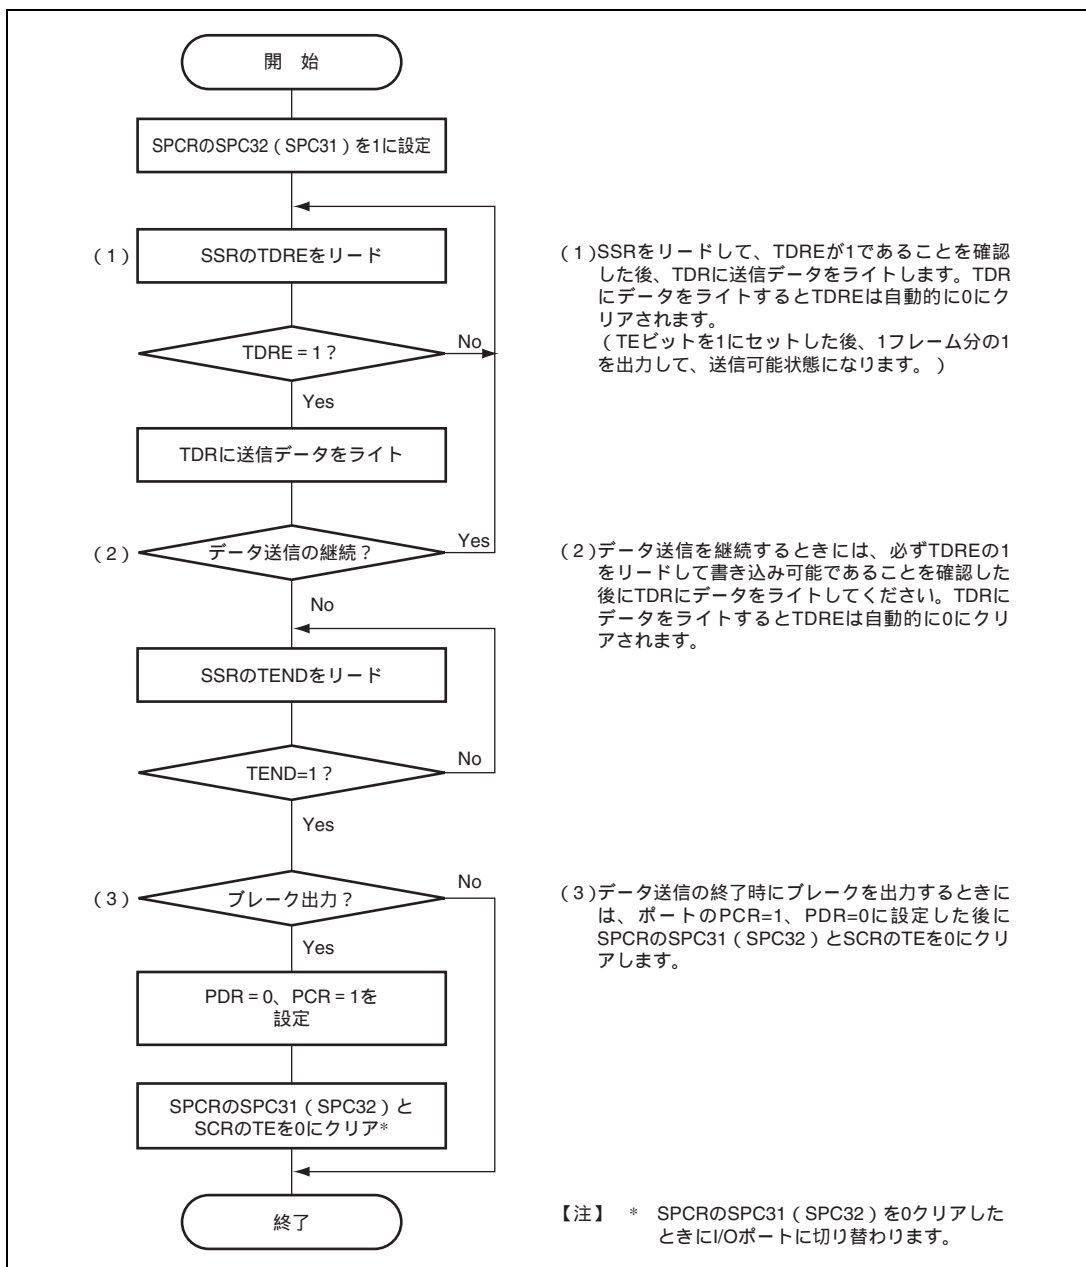 開　始
SPCRのSPC32（SPC31）を1に設定
（1）
SSRのTDREをリード
TDRE = 1？
No
Yes
TDRに送信データをライト
（2）
データ送信の継続？
Yes
No
SSRのTENDをリード
TEND=1？
No
Yes
（3）
ブレーク出力？
No
Yes
PDR = 0、PCR = 1を
設定
SPCRのSPC31（SPC32）と
SCRのTEを0にクリア*
終了
（1）SSRをリードして、TDREが1であることを確認
した後、TDRに送信データをライトします。TDR
にデータをライトするとTDREは自動的に0にク
リアされます。
（TEビットを1にセットした後、1フレーム分の1
を出力して、送信可能状態になります。）
（2）データ送信を継続するときには、必ずTDREの1
をリードして書き込み可能であることを確認した
後にTDRにデータをライトしてください。TDRに
データをライトするとTDREは自動的に0にクリ
アされます。
（3）データ送信の終了時にブレークを出力するときに
は、ポートのPCR=1、PDR=0に設定した後に
SPCRのSPC31（SPC32）とSCRのTEを0にクリ
アします。
【注】　*　SPCRのSPC31（SPC32）を0クリアした
ときにI/Oポートに切り替わります。